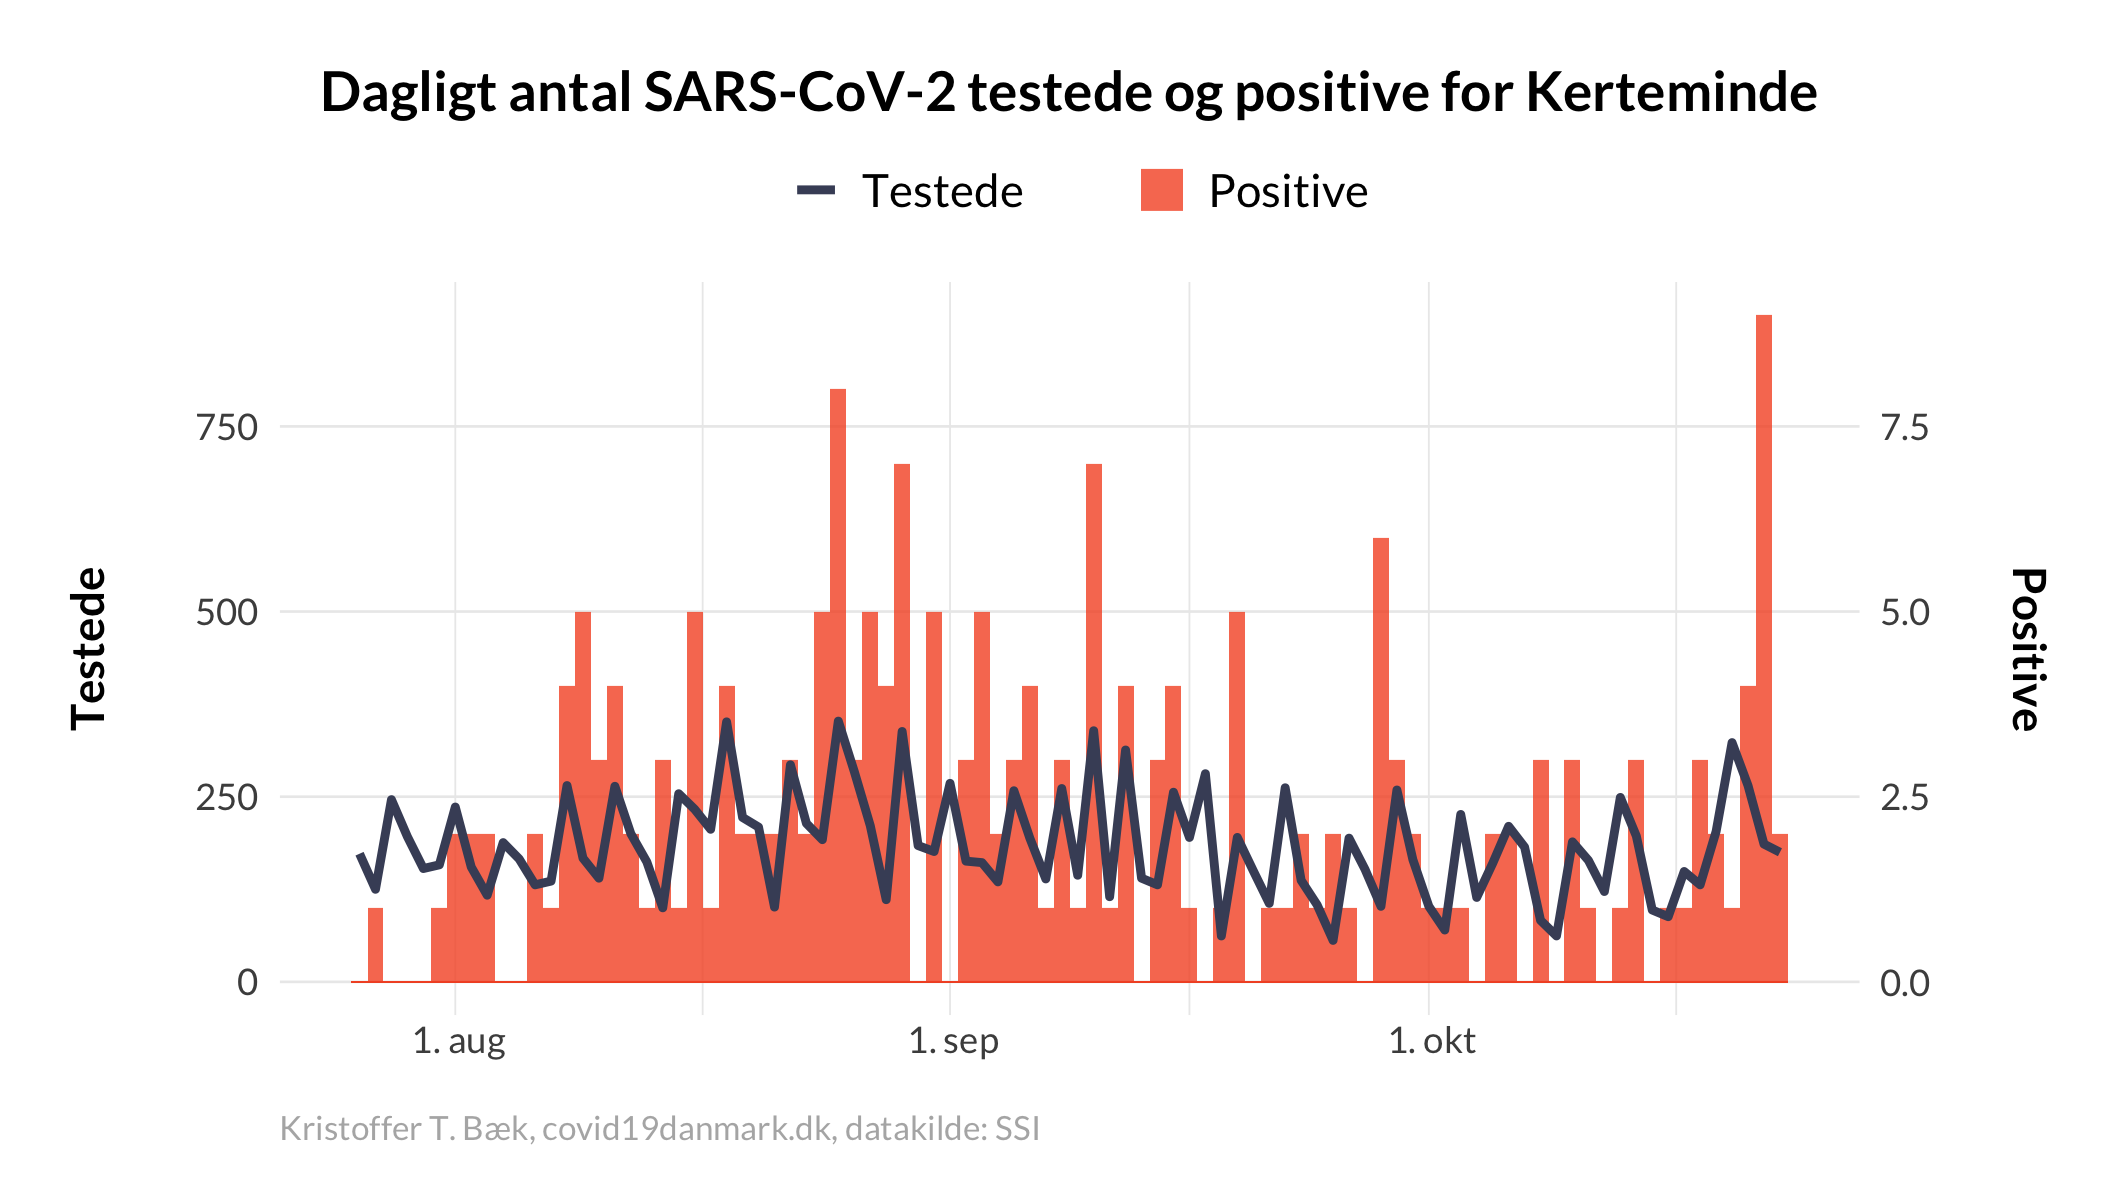 Dagligt antal SARS-CoV-2 testede og positive for Kerteminde
Testede
Positive
Testede
750
500
250
0
7.5
5.0
2.5
0.0
Positive
1. aug
1. sep
1. okt
Kristoffer T. Bæk, covid19danmark.dk, datakilde: SSI